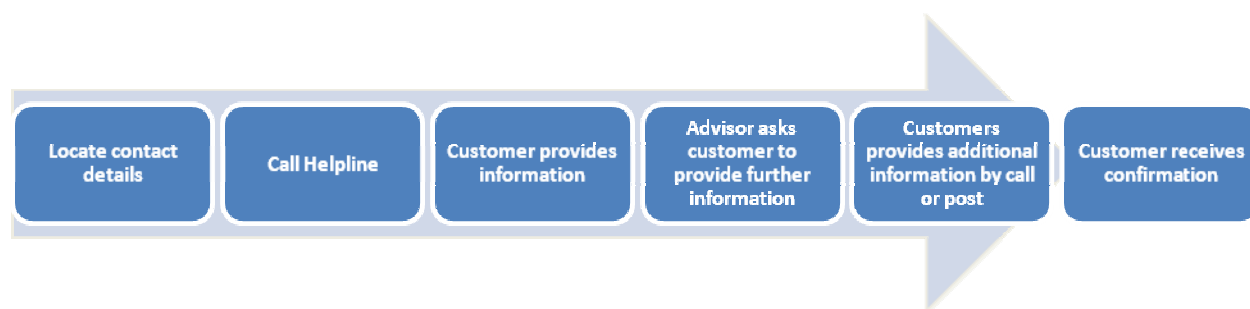 Locate contact
details
Call Helpline
Customer provides
information
Advisor asks
customer to
provide further
information
Customers
provides additional
information by call
or post
Customer receives
confirmation